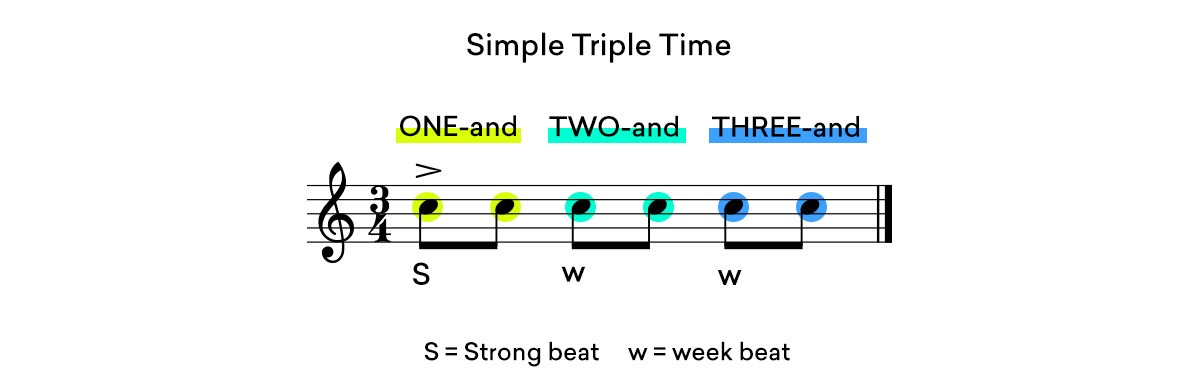 Simple Triple Time
ONE-and TWO-and THREE-and
3
4
S w w
S = Strong beat w = week beat